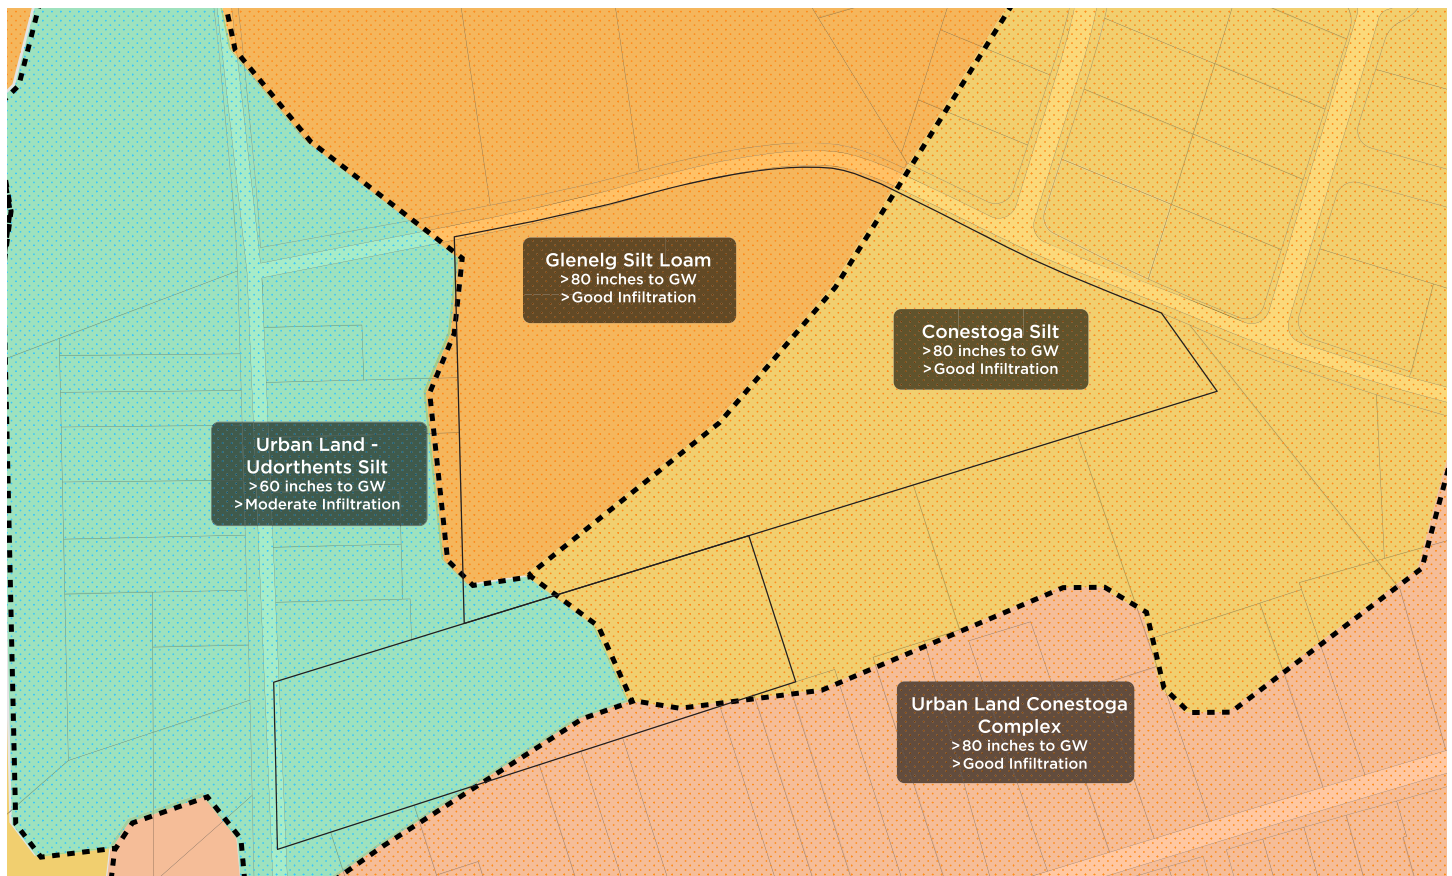 Glenelg Silt Loam
>80 inches to GW
>Good Infiltration
Conestoga Silt
>80 inches to GW
>Good Infiltration
Urban Land -
Udorthents Silt
>60 inches to GW
>Moderate Infiltration
Urban Land Conestoga
Complex
>80 inches to GW
>Good Infiltration